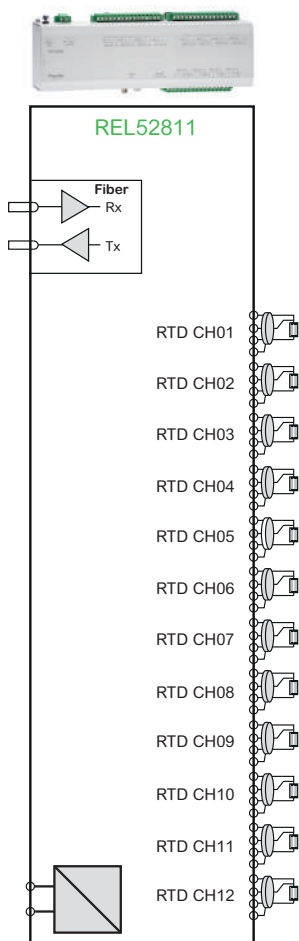 REL52811
Fiber
Rx
Tx
RTD CH01
RTD CH02
RTD CH03
RTD CH04
RTD CH05
RTD CH06
RTD CH07
RTD CH08
RTD CH09
RTD CH10
RTD CH11
RTD CH12